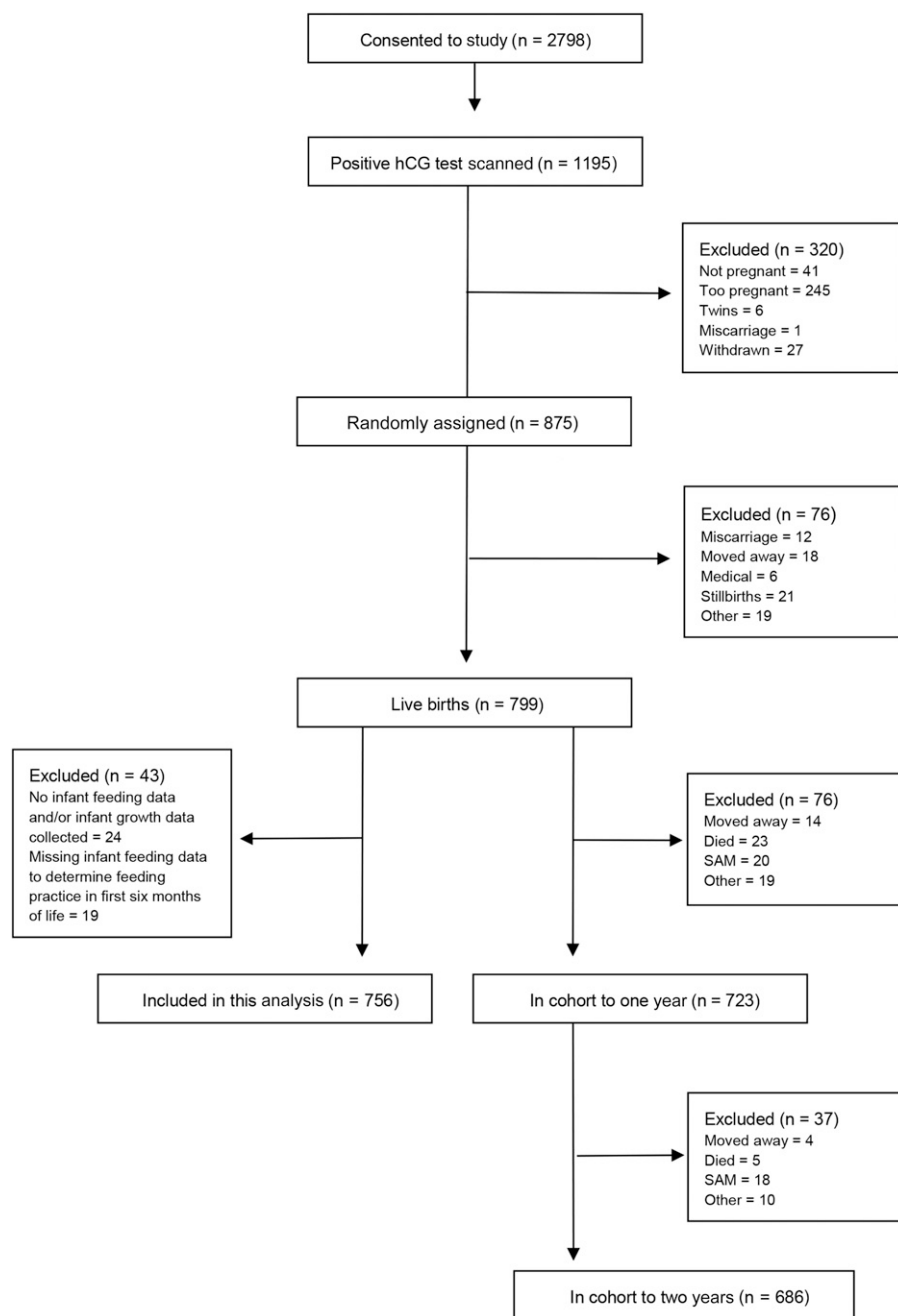 Consented to study (n = 2798)
Positive hCG test scanned (n = 1195)
Excluded (n = 320)
Not pregnant = 41
Too pregnant = 245
Twins = 6
Miscarriage = 1
Withdrawn = 27
Randomly assigned (n = 875)
Excluded (n = 76)
Miscarriage = 12
Moved away = 18
Medical = 6
Stillbirths = 21
Other = 19
Live births (n = 799)
Excluded (n = 43)
No infant feeding data
and/or infant growth data
collected = 24
Missing infant feeding data
to determine feeding
practice in first six months
of life = 19
Excluded (n = 76)
Moved away = 14
Died = 23
SAM = 20
Other = 19
Included in this analysis (n = 756)
In cohort to one year (n = 723)
Excluded (n = 37)
Moved away = 4
Died = 5
SAM = 18
Other = 10
In cohort to two years (n = 686)